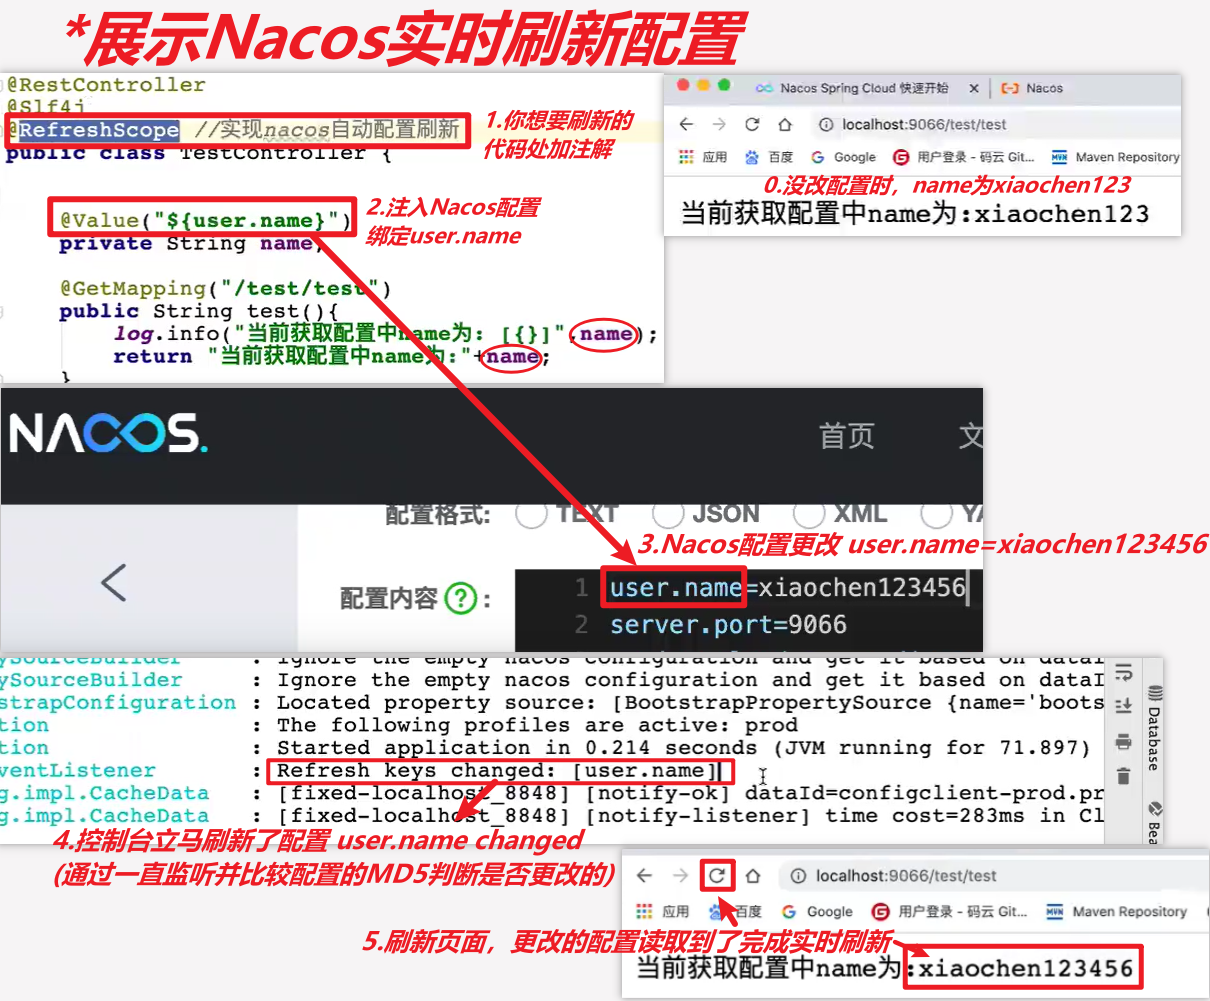 *展示Nacos实时刷新配置
@RestController
@Slf4j
@RefreshScope //实现nacos自动配置刷新
public class TestController {
1.你想要刷新的
代码处加注解
@Value("${user.name}")
private String name;
2.注入Nacos配置
绑定user.name
@GetMapping("/test/test")
public String test(){
log.info("当前获取配置中name为: [{}]",name);
return "当前获取配置中name为:"+name;
}
Nacos Spring Cloud 快速开始 × Nacos
localhost:9066/test/test
应用 百度 Google 用户登录 - 码云 Git... Maven Repository
0.没改配置时，name为xiaochen123
当前获取配置中name为:xiaochen123
NACOS.
首页 文
配置格式: TEXT JSON XML YA
3.Nacos配置更改 user.name=xiaochen123456
配置内容 ? :
1 user.name=xiaochen123456
2 server.port=9066
ySourceBuilder : Ignore the empty nacos configuration and get it based on dataI
ySourceBuilder : Ignore the empty nacos configuration and get it based on dataI
strapConfiguration : Located property source: [BootstrapPropertySource {name='boots
tion : The following profiles are active: prod
tion : Started application in 0.214 seconds (JVM running for 71.897)
ventListener : Refresh keys changed: [user.name]
g.impl.CacheData : [fixed-localhost_8848] [notify-ok] dataId=configclient-prod.pr
g.impl.CacheData : [fixed-localhost_8848] [notify-listener] time cost=283ms in Cl
Database
Bea
4.控制台立马刷新了配置 user.name changed
(通过一直监听并比较配置的MD5判断是否更改的)
localhost:9066/test/test
应用 百度 Google 用户登录 - 码云 Git... Maven Repository
5.刷新页面，更改的配置读取到了完成实时刷新
当前获取配置中name为:xiaochen123456